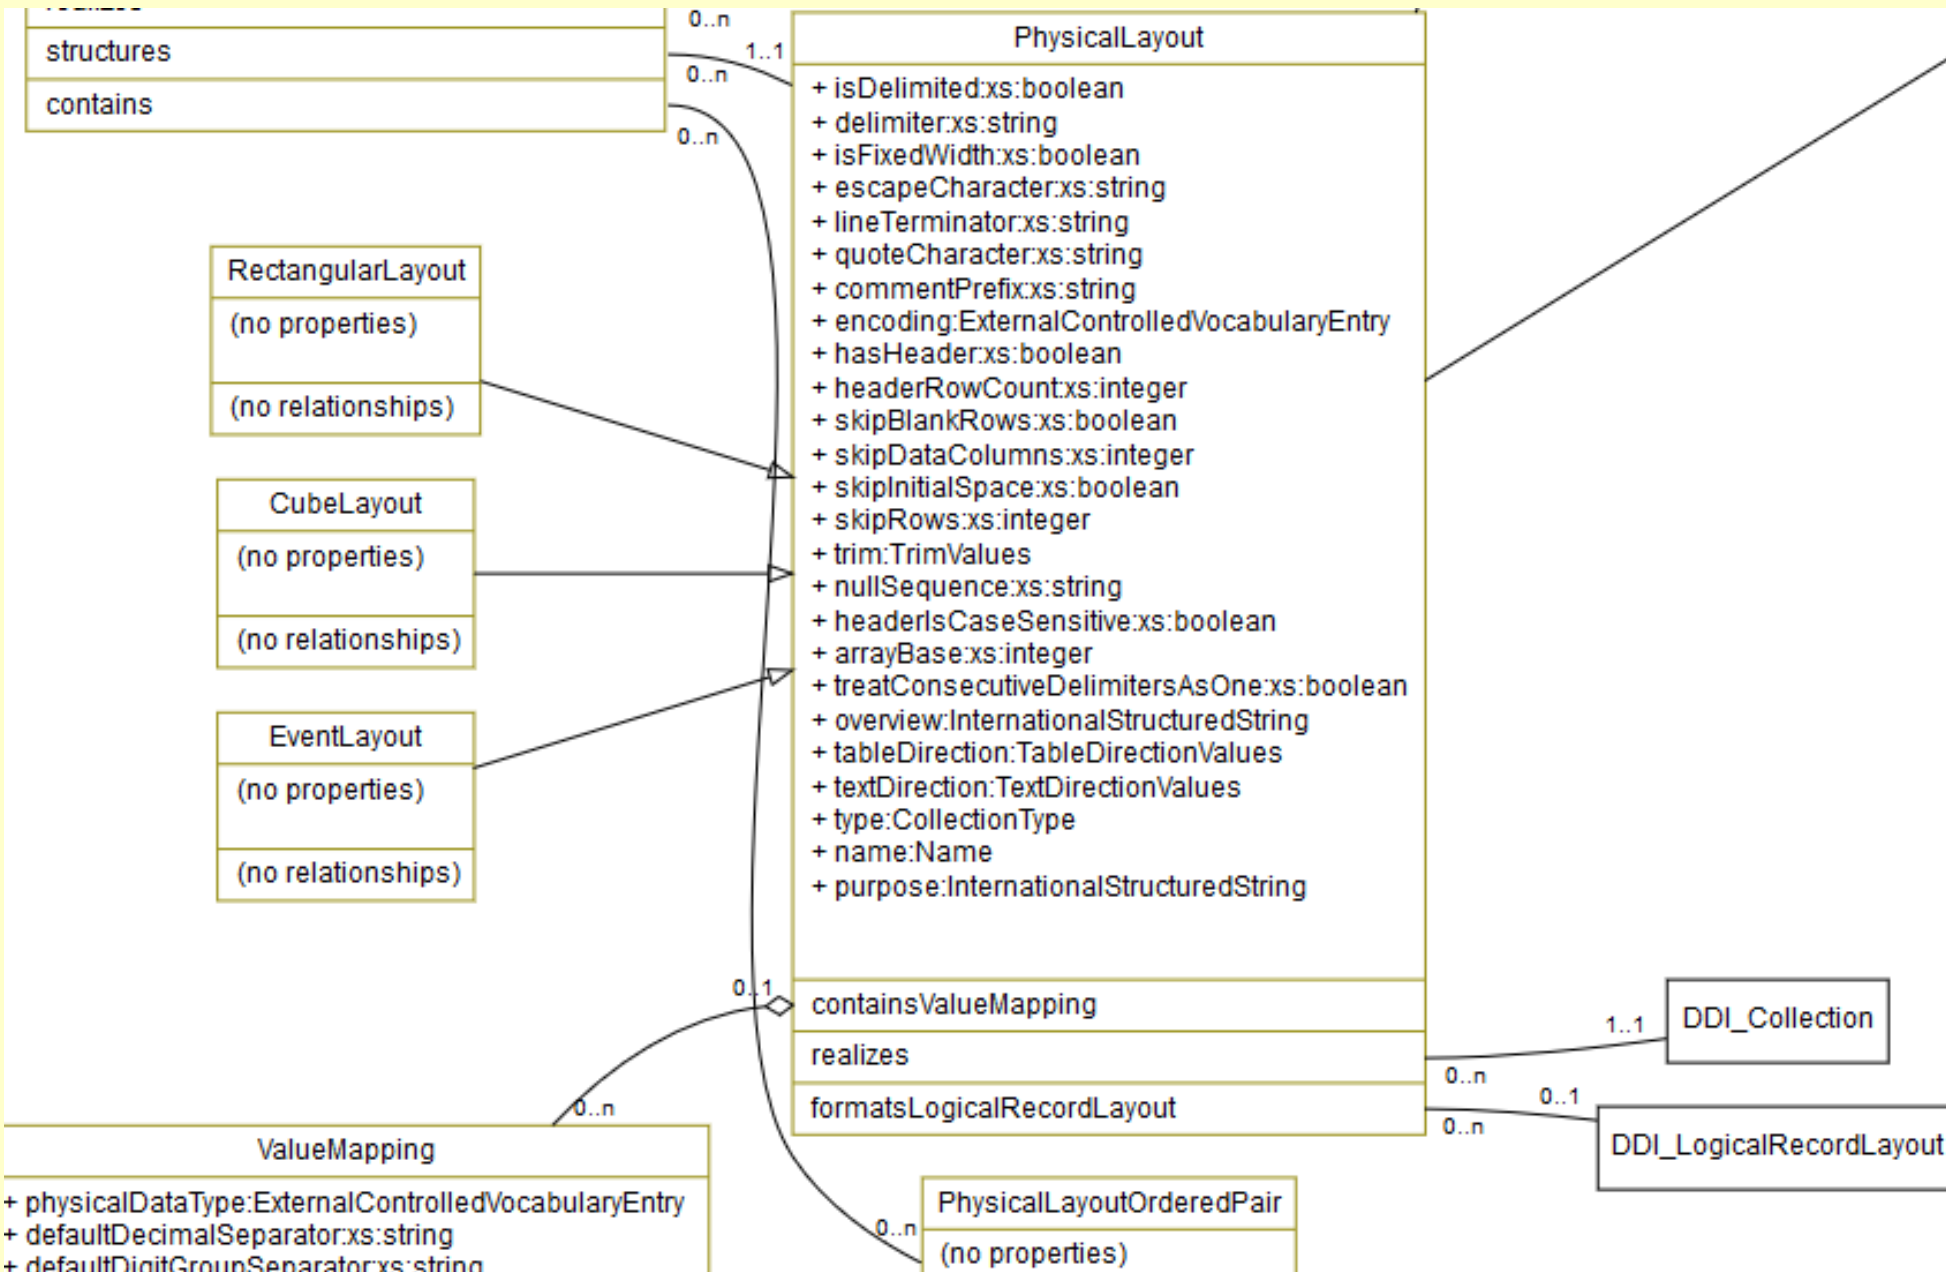 realizes
structures
contains
0..n
1..1
0..n
0..n
PhysicalLayout
+ isDelimited:xs:boolean
+ delimiter:xs:string
+ isFixedWidth:xs:boolean
+ escapeCharacter:xs:string
+ lineTerminator:xs:string
+ quoteCharacter:xs:string
+ commentPrefix:xs:string
+ encoding:ExternalControlledVocabularyEntry
+ hasHeader:xs:boolean
+ headerRowCount:xs:integer
+ skipBlankRows:xs:boolean
+ skipDataColumns:xs:integer
+ skipInitialSpace:xs:boolean
+ skipRows:xs:integer
+ trim:TrimValues
+ nullSequence:xs:string
+ headerIsCaseSensitive:xs:boolean
+ arrayBase:xs:integer
+ treatConsecutiveDelimitersAsOne:xs:boolean
+ overview:InternationalStructuredString
+ tableDirection:TableDirectionValues
+ textDirection:TextDirectionValues
+ type:CollectionType
+ name:Name
+ purpose:InternationalStructuredString
containsValueMapping
realizes
formatsLogicalRecordLayout
RectangularLayout
(no properties)
(no relationships)
CubeLayout
(no properties)
(no relationships)
EventLayout
(no properties)
(no relationships)
0..1
0..n
1..1
0..n
DDI_Collection
0..1
0..n
DDI_LogicalRecordLayout
ValueMapping
+ physicalDataType:ExternalControlledVocabularyEntry
+ defaultDecimalSeparator:xs:string
+ defaultDigitGroupSeparator:xs:string
0..n
PhysicalLayoutOrderedPair
(no properties)